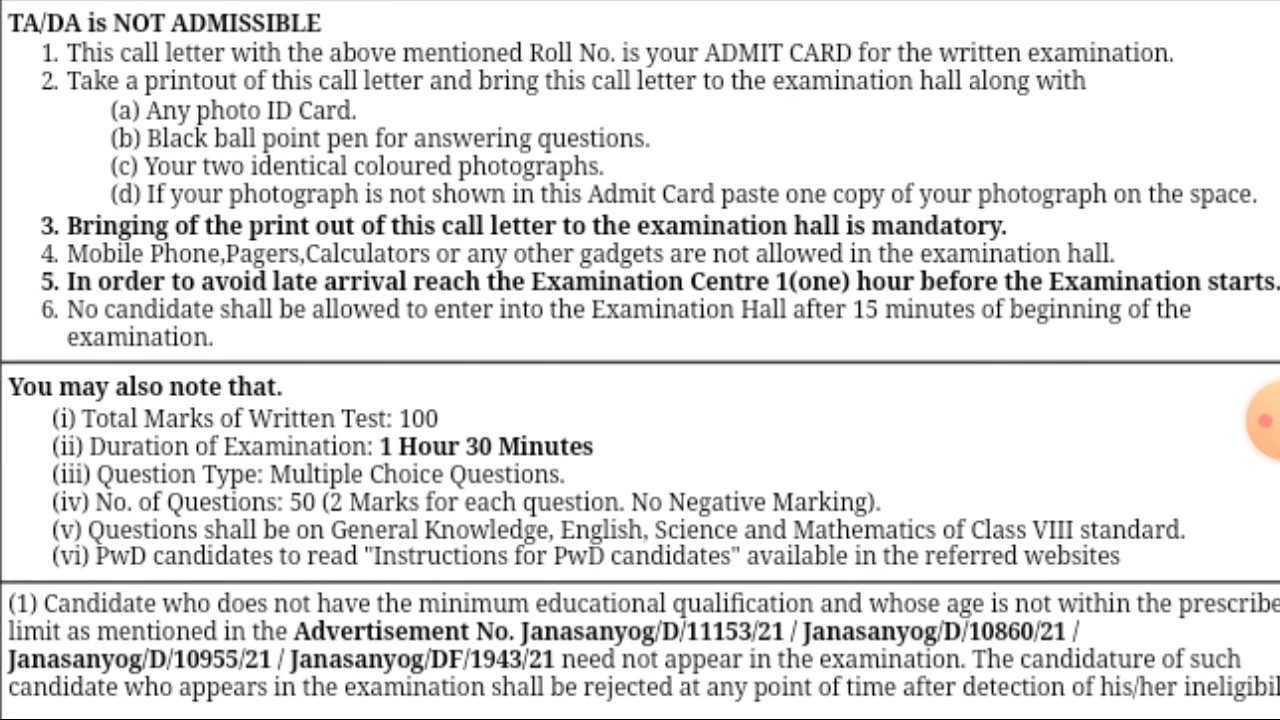 TA/DA is NOT ADMISSIBLE
1. This call letter with the above mentioned Roll No. is your ADMIT CARD for the written examination.
2. Take a printout of this call letter and bring this call letter to the examination hall along with
(a) Any photo ID Card.
(b) Black ball point pen for answering questions.
(c) Your two identical coloured photographs.
(d) If your photograph is not shown in this Admit Card paste one copy of your photograph on the space.
3. Bringing of the print out of this call letter to the examination hall is mandatory.
4. Mobile Phone,Pagers,Calculators or any other gadgets are not allowed in the examination hall.
5. In order to avoid late arrival reach the Examination Centre 1(one) hour before the Examination starts.
6. No candidate shall be allowed to enter into the Examination Hall after 15 minutes of beginning of the
examination.
You may also note that.
(i) Total Marks of Written Test: 100
(ii) Duration of Examination: 1 Hour 30 Minutes
(iii) Question Type: Multiple Choice Questions.
(iv) No. of Questions: 50 (2 Marks for each question. No Negative Marking).
(v) Questions shall be on General Knowledge, English, Science and Mathematics of Class VIII standard.
(vi) PwD candidates to read "Instructions for PwD candidates" available in the referred websites
(1) Candidate who does not have the minimum educational qualification and whose age is not within the prescribe
limit as mentioned in the Advertisement No. Janasanyog/D/11153/21 / Janasanyog/D/10860/21 /
Janasanyog/D/10955/21 / Janasanyog/DF/1943/21 need not appear in the examination. The candidature of such
candidate who appears in the examination shall be rejected at any point of time after detection of his/her ineligibil